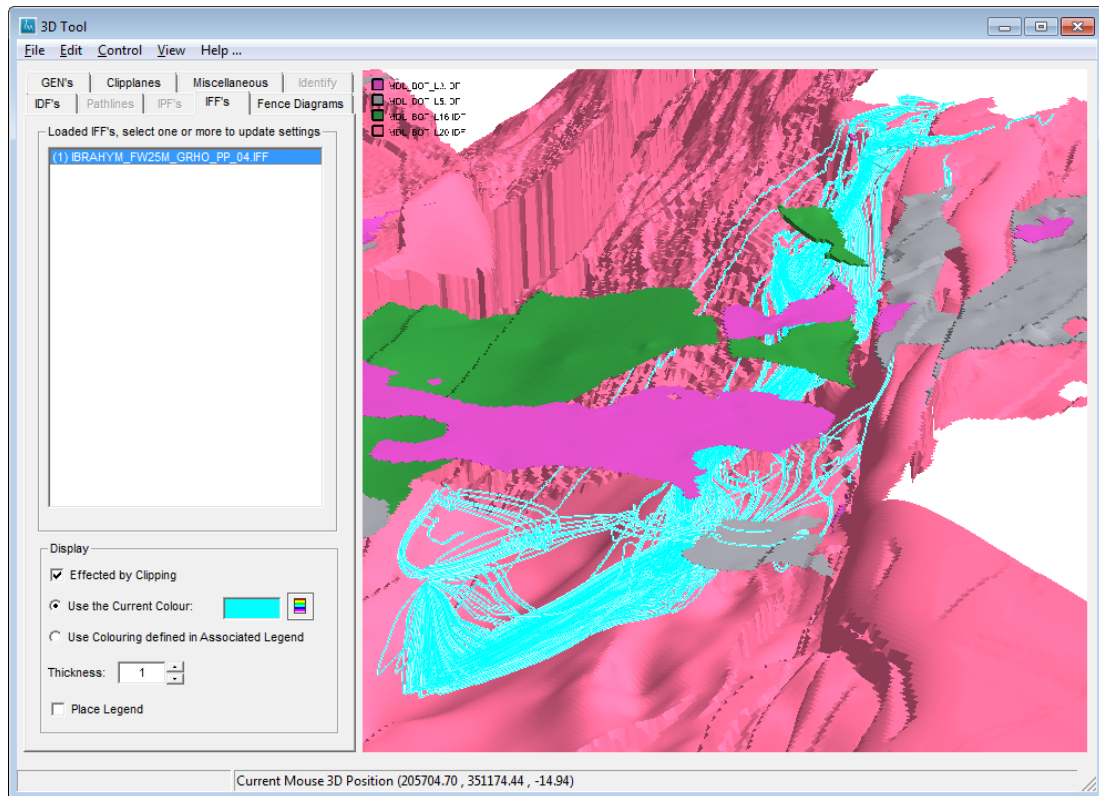 3D Tool
File Edit Control View Help ...
GEN's Clipplanes Miscellaneous Identify
IDF's Pathlines IPF's IFF's Fence Diagrams
Loaded IFF's, select one or more to update settings
(1) IBRAHYM_FW25M_GRHO_PP_04.IFF
Display
Effected by Clipping
Use the Current Colour:
Use Colouring defined in Associated Legend
Thickness: 1
Place Legend
Current Mouse 3D Position (205704.70 , 351174.44 , -14.94)